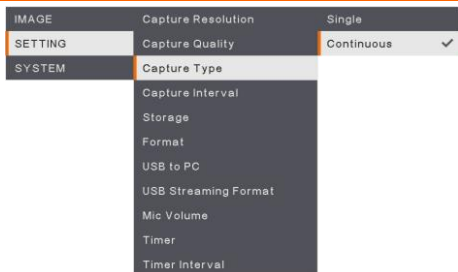 IMAGE
SETTING
SYSTEM
Capture Resolution
Capture Quality
Capture Type
Capture Interval
Storage
Format
USB to PC
USB Streaming Format
Mic Volume
Timer
Timer Interval
Single
Continuous